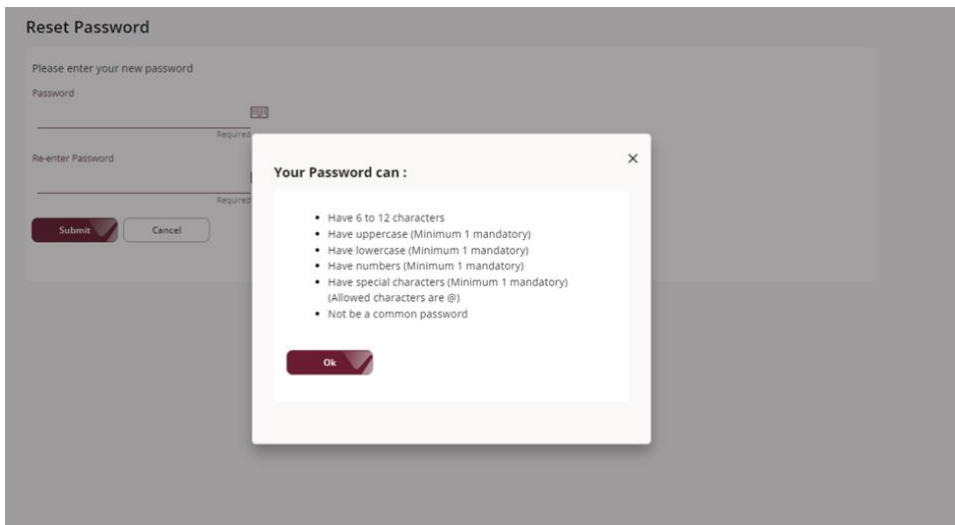 Reset Password
Please enter your new password
Password
Required
Re-enter Password
Required
Submit
Cancel
Your Password can :
Have 6 to 12 characters
Have uppercase (Minimum 1 mandatory)
Have lowercase (Minimum 1 mandatory)
Have numbers (Minimum 1 mandatory)
Have special characters (Minimum 1 mandatory)
(Allowed characters are @)
Not be a common password
Ok